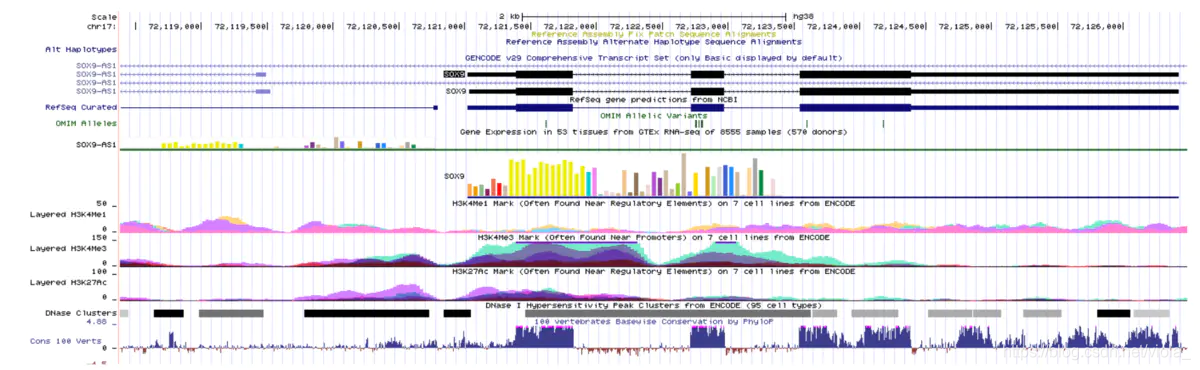 Scale 2 kb hg38
chr17: 72,119,000 72,119,500 72,120,000 72,120,500 72,121,000 72,121,500 72,122,000 72,122,500 72,123,000 72,123,500 72,124,000 72,124,500 72,125,000 72,125,500 72,126,000
Reference Assembly Fix Patch Sequence Alignments
Reference Assembly Alternate Haplotype Sequence Alignments
Alt Haplotypes
GENCODE v29 Comprehensive Transcript Set (only Basic displayed by default)
SOX9-AS1
SOX9-AS1 SOX9
SOX9-AS1
SOX9-AS1 SOX9
RefSeq gene predictions from NCBI
RefSeq Curated
OMIM Allelic Variants
OMIM Alleles
Gene Expression in 53 tissues from GTEx RNA-seq of 8555 samples (570 donors)
SOX9-AS1
SOX9
H3K4Me1 Mark (Often Found Near Regulatory Elements) on 7 cell lines from ENCODE
50
Layered H3K4Me1
0
H3K4Me3 Mark (Often Found Near Promoters) on 7 cell lines from ENCODE
150
Layered H3K4Me3
0
H3K27Ac Mark (Often Found Near Regulatory Elements) on 7 cell lines from ENCODE
100
Layered H3K27Ac
0
DNase I Hypersensitivity Peak Clusters from ENCODE (95 cell types)
DNase Clusters
100 vertebrates Basewise Conservation by PhyloP
4.88
Cons 100 Verts
0